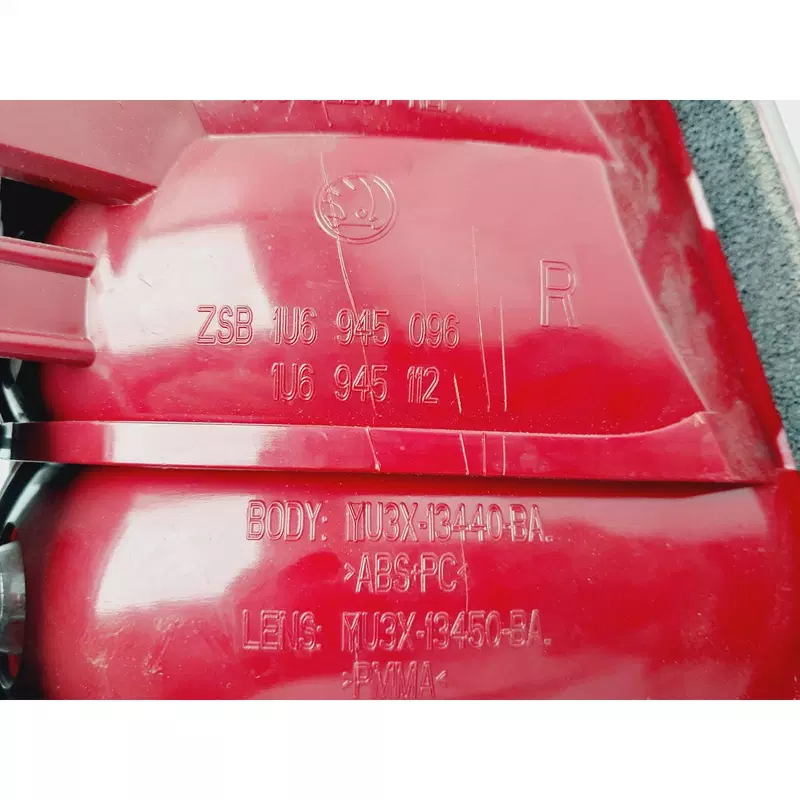 R
ZSB 1U6 945 096
1U6 945 112
BODY: MU3X-13440-BA.
>ABS+PC<
LENS: MU3X-13450-BA.
>PMMA<